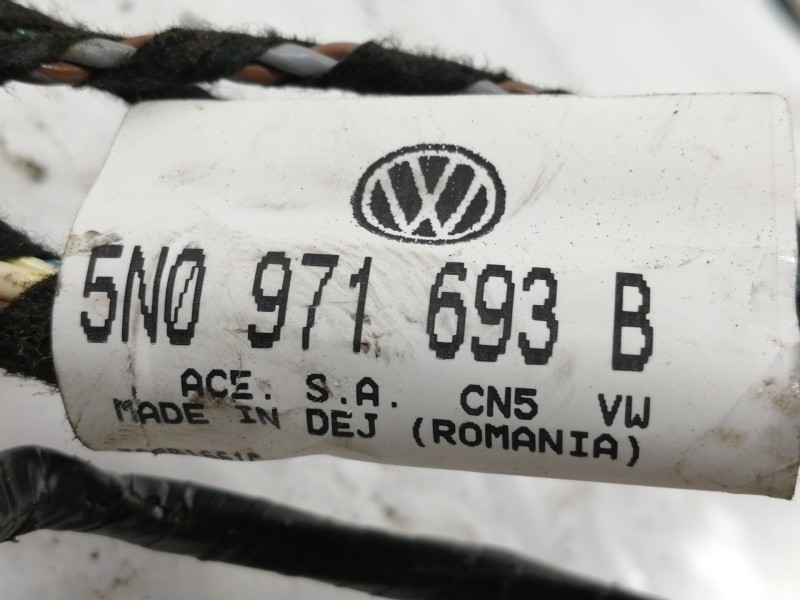 5N0 971 693 B
ACE. S.A. CN5 VW
MADE IN DEJ (ROMANIA)